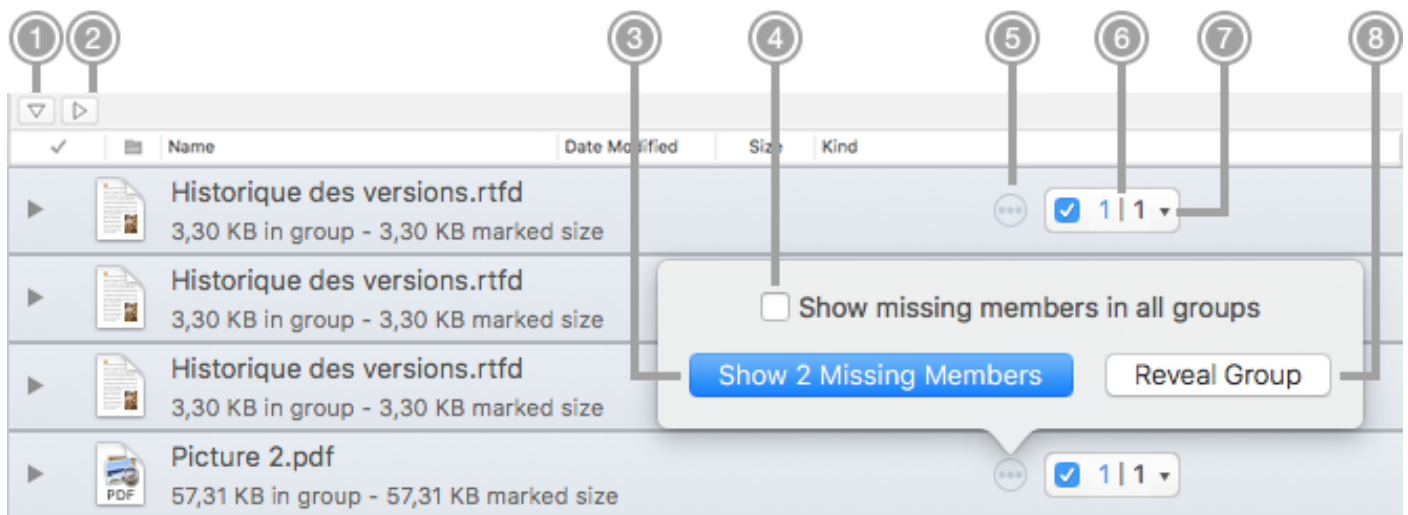 1 2 3 4 5 6 7 8
Name Date Modified Size Kind
Historique des versions.rtfd
3,30 KB in group - 3,30 KB marked size
1 | 1
Historique des versions.rtfd
3,30 KB in group - 3,30 KB marked size
Show missing members in all groups
Historique des versions.rtfd
3,30 KB in group - 3,30 KB marked size
Show 2 Missing Members Reveal Group
Picture 2.pdf
57,31 KB in group - 57,31 KB marked size
PDF
1 | 1